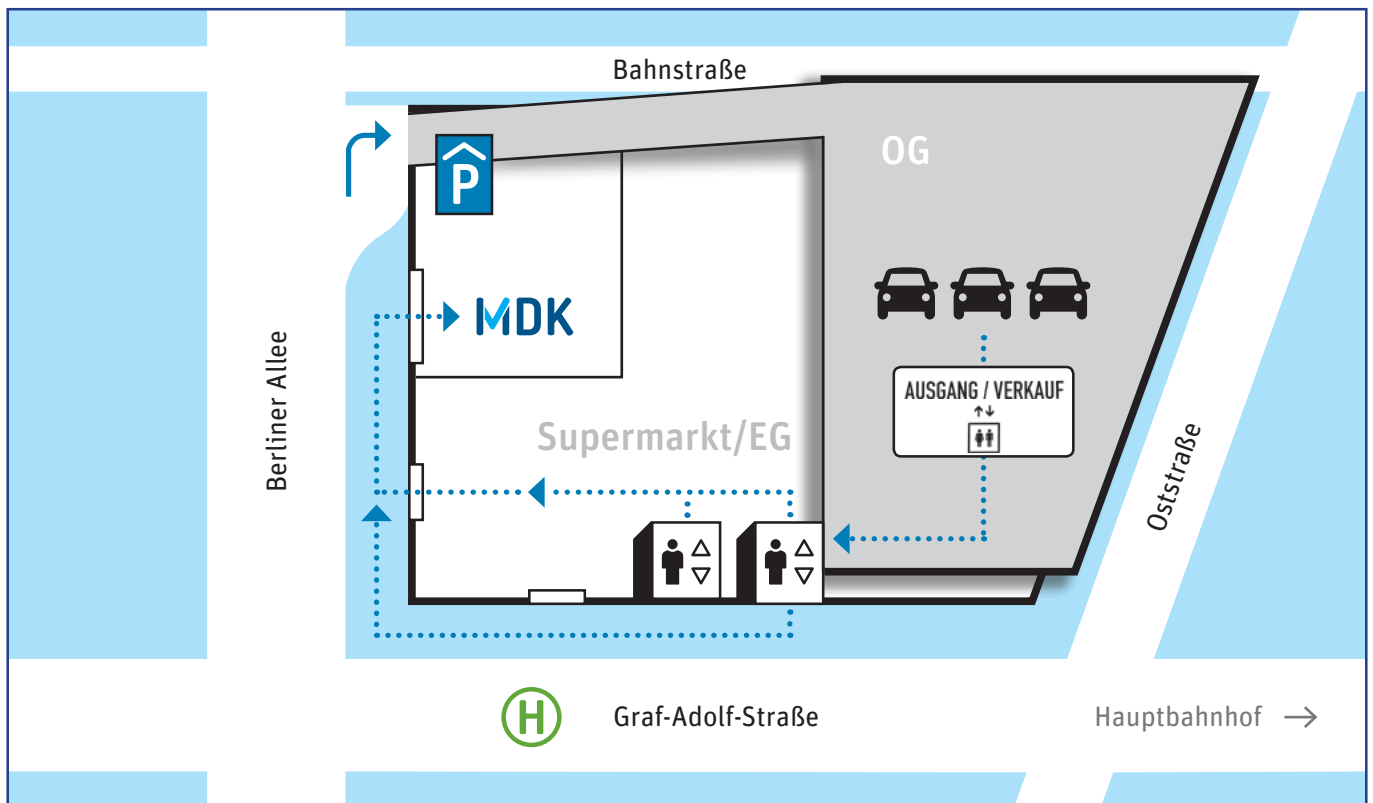 Bahnstraße
P
OG
MDK
Berliner Allee
AUSGANG / VERKAUF
Supermarkt/EG
Oststraße
H
Graf-Adolf-Straße
Hauptbahnhof →